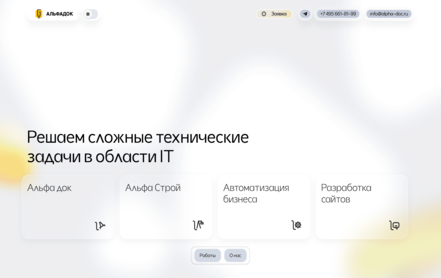 АЛЬФАДОК
Заявка
+7 495 661-81-99
info@alpha-doc.ru
Решаем сложные технические
задачи в области IT
Альфа док
Альфа Строй
Автоматизация
бизнеса
Разработка
сайтов
Работы
О нас